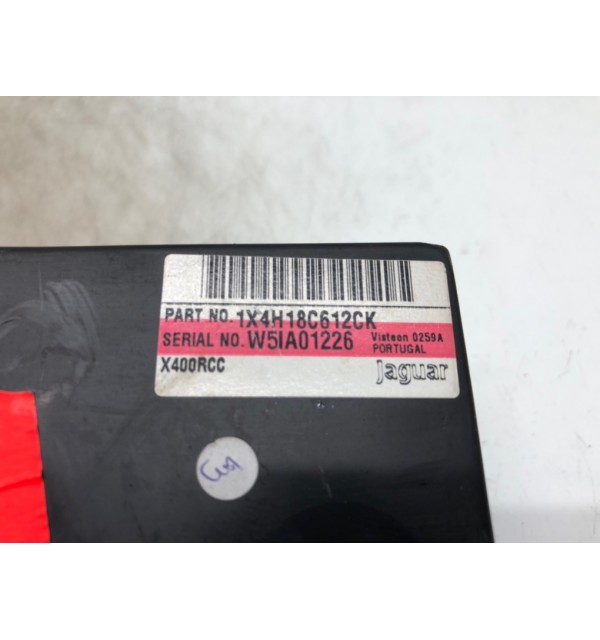 PART NO. 1X4H18C612CK
SERIAL NO. W5IA01226 Visteon 0259A
PORTUGAL
X400RCC Jaguar